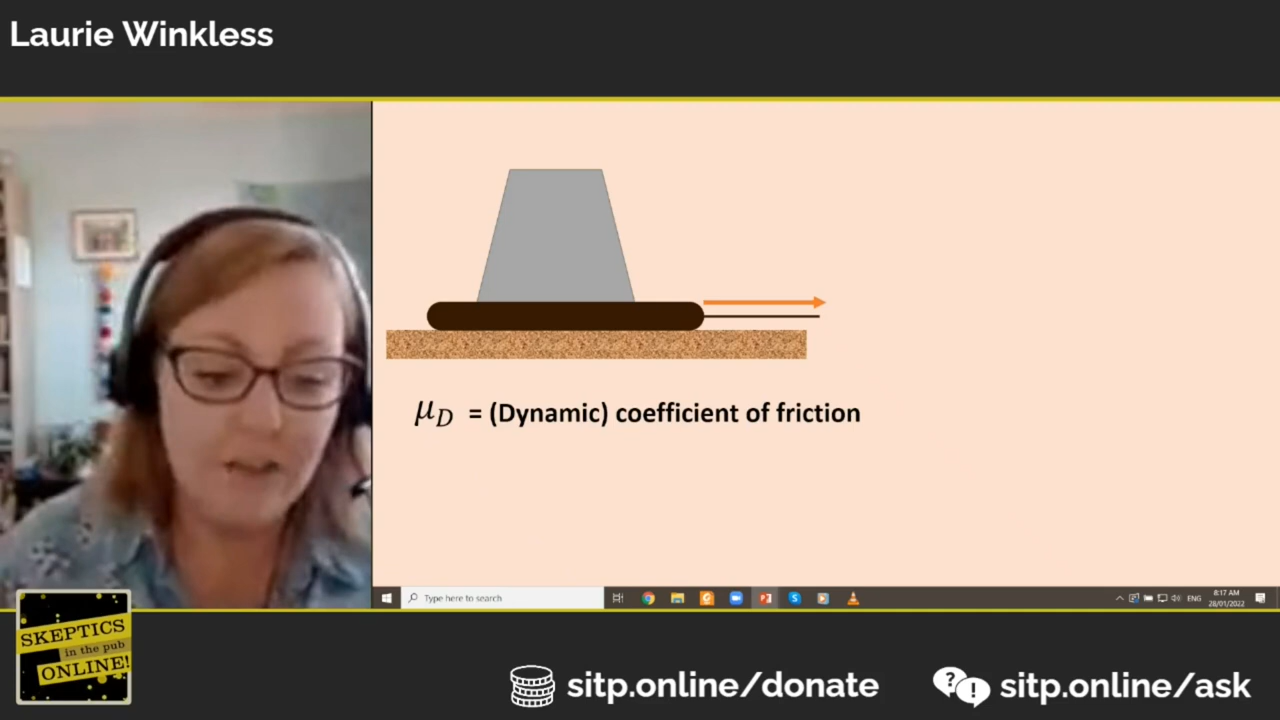 Laurie Winkless
μD = (Dynamic) coefficient of friction
Type here to search
ENG
8:17 AM
28/01/2022
SKEPTICS
in the pub
ONLINE!
sitp.online/donate
sitp.online/ask